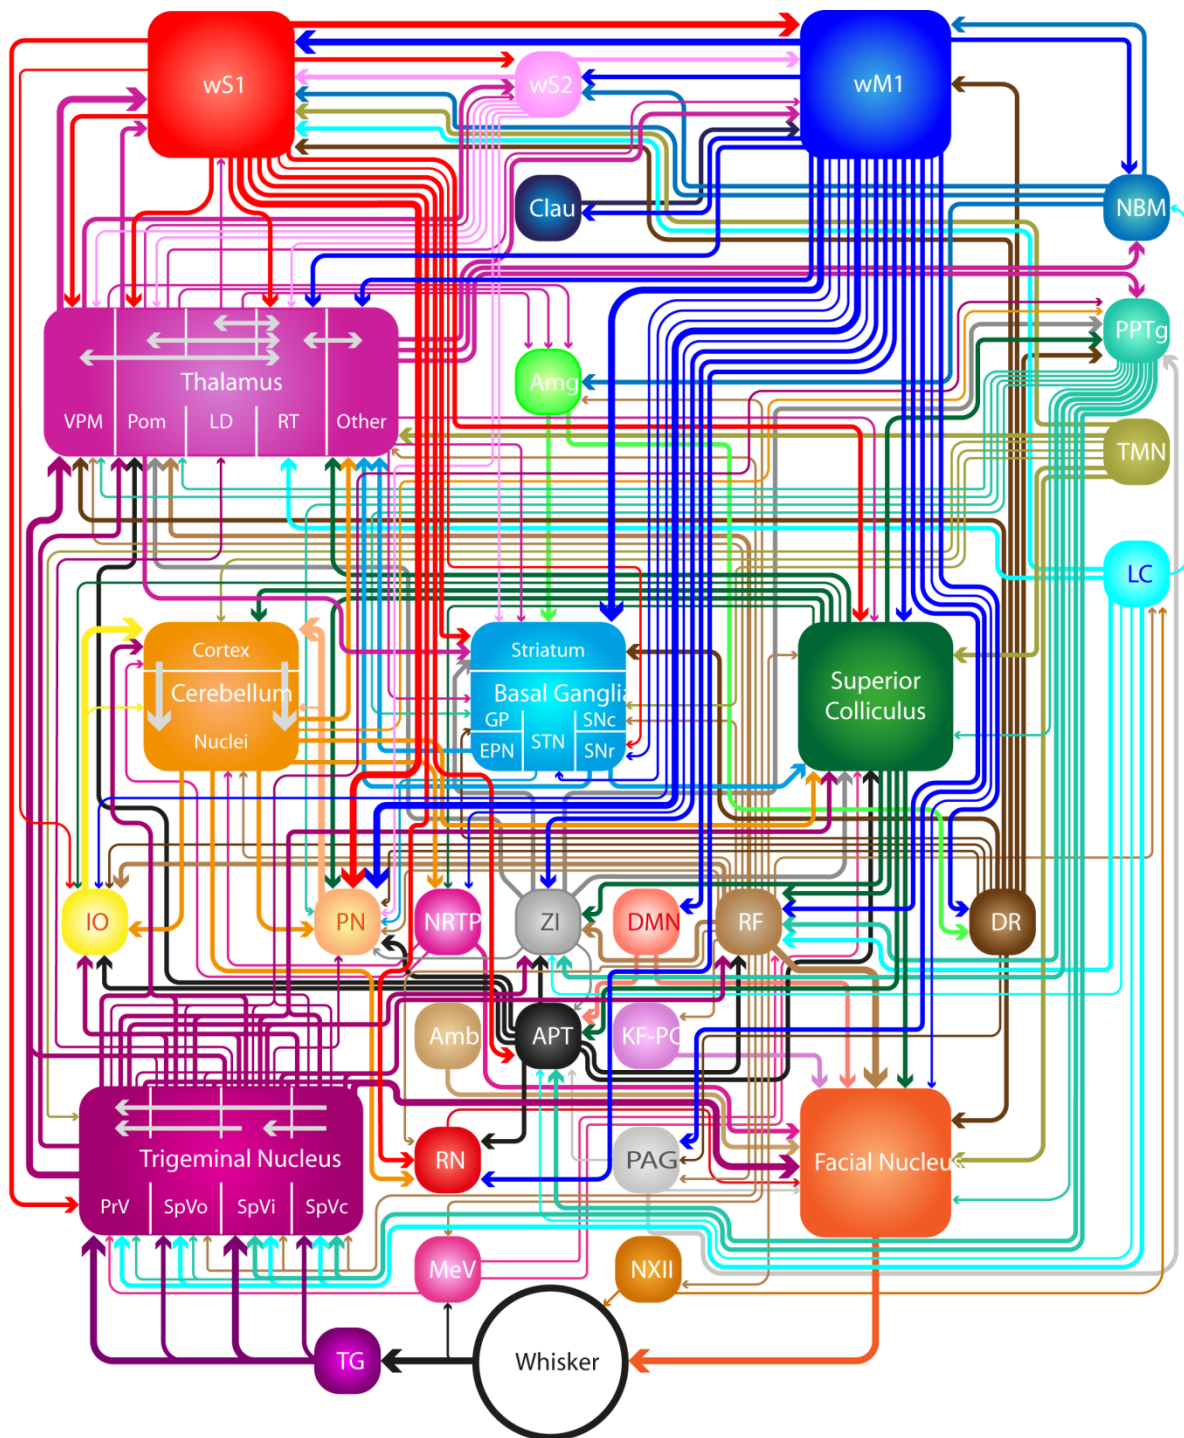 wS1
wS2
wM1
Clau
NBM
PPTg
Amg
Thalamus
VPM
Pom
LD
RT
Other
TMN
LC
Cortex
Cerebellum
Nuclei
Striatum
Basal Ganglia
GP
SNc
STN
EPN
SNr
Superior
Colliculus
IO
PN
NRTP
ZI
DMN
RF
DR
Amb
APT
KF-PC
Trigeminal Nucleus
PrV
SpVo
SpVi
SpVc
RN
PAG
Facial Nucleus
MeV
NXII
TG
Whisker